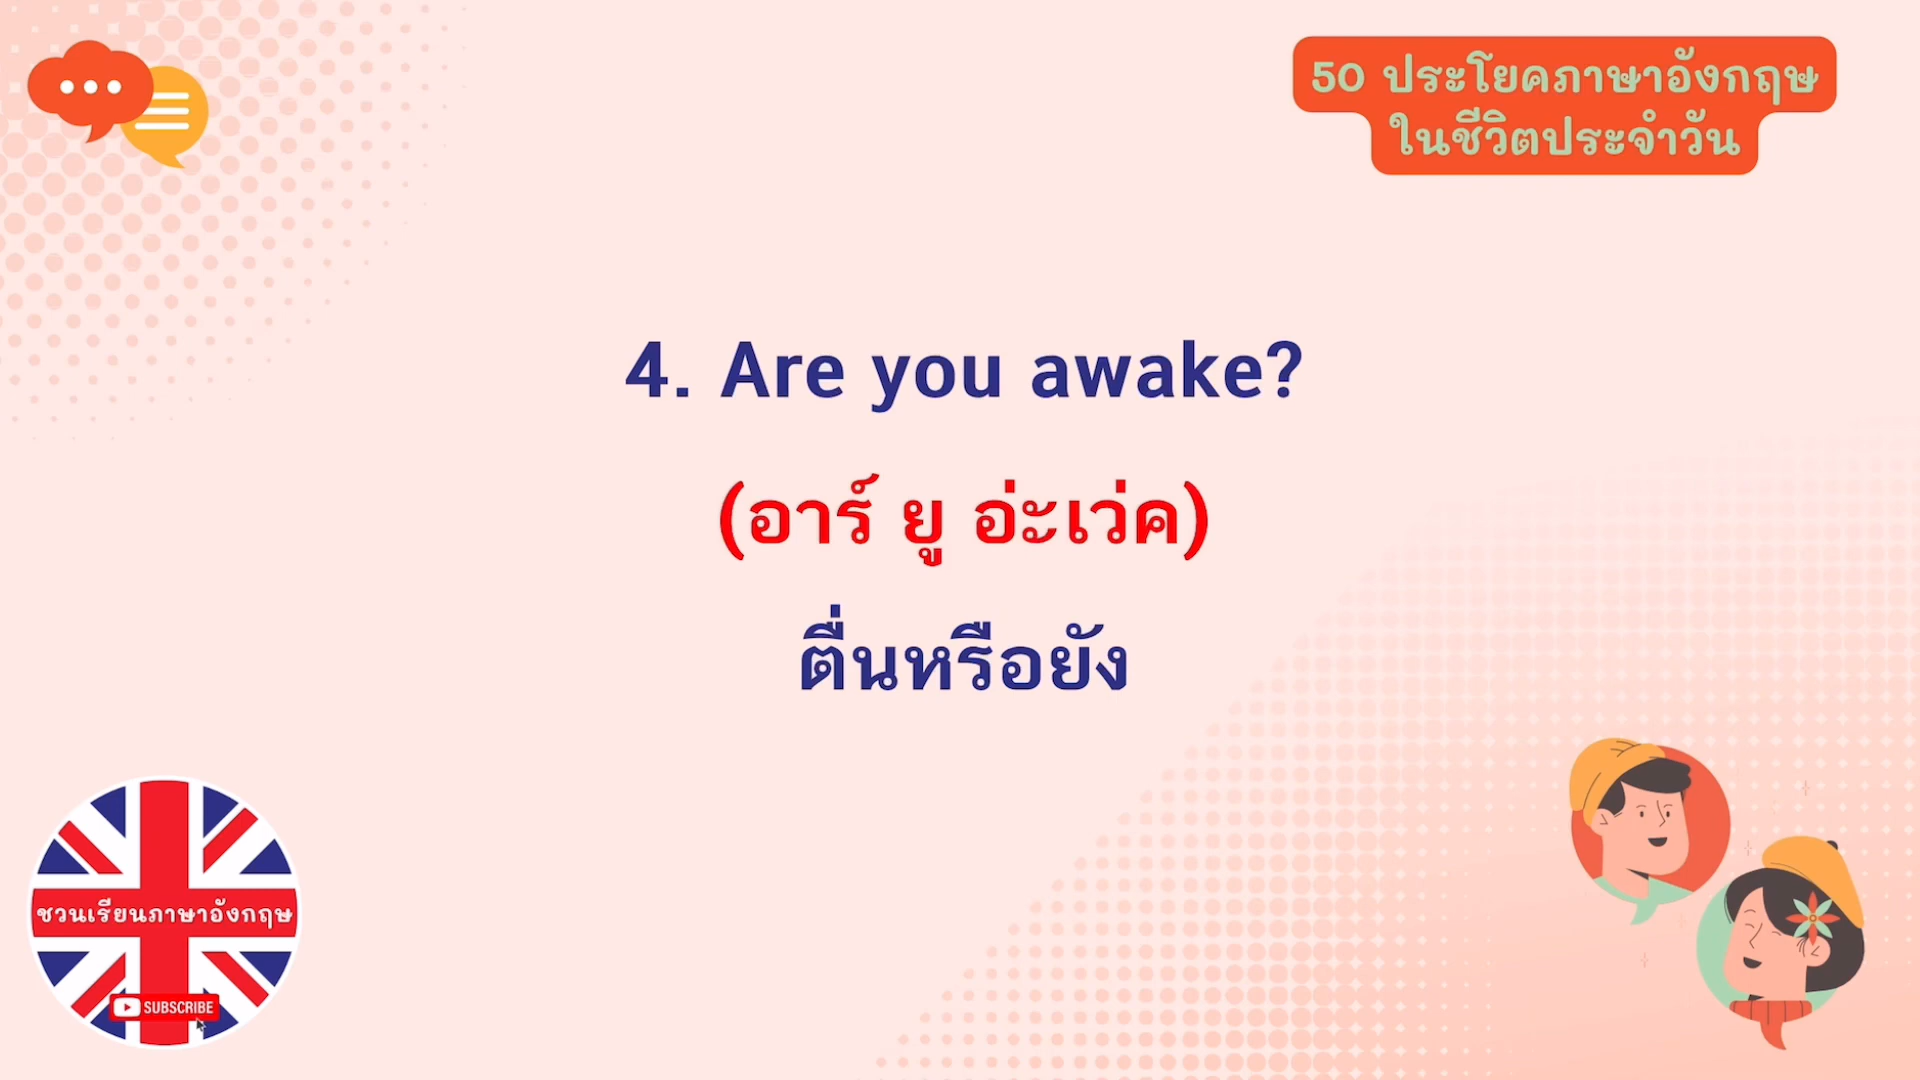 50 ประโยคภาษาอังกฤษ
ในชีวิตประจำวัน
4. Are you awake?
(อาร์ ยู อ่ะเว่ค)
ตื่นหรือยัง
ชวนเรียนภาษาอังกฤษ
SUBSCRIBE